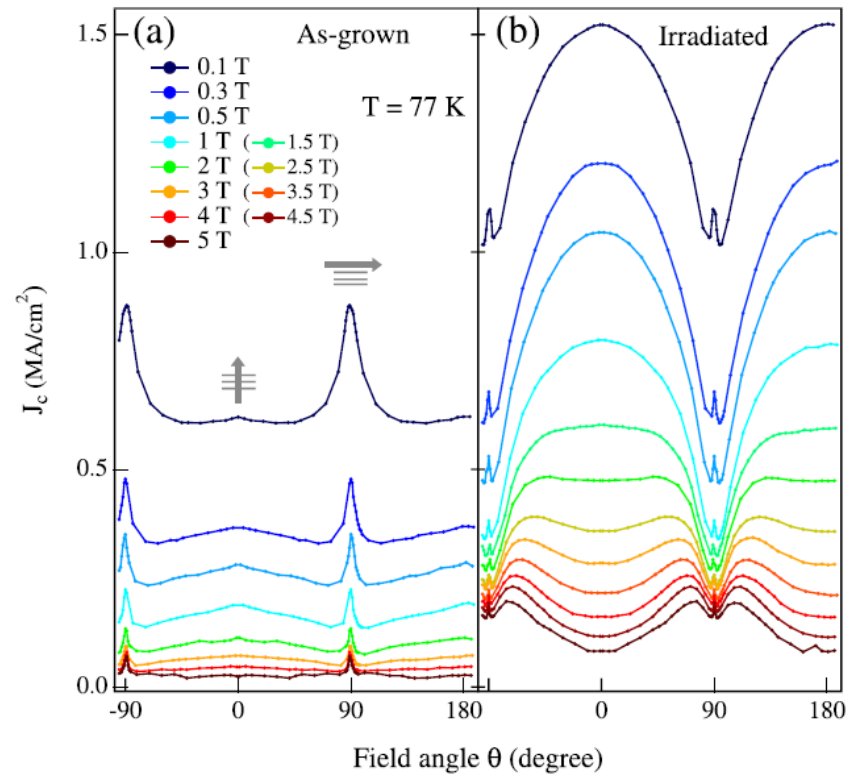 (a) As-grown
(b) Irradiated
0.1 T
0.3 T
0.5 T
1 T (1.5 T)
2 T (2.5 T)
3 T (3.5 T)
4 T (4.5 T)
5 T
T = 77 K
1.5
1.0
0.5
0.0
Jc (MA/cm²)
-90 0 90 180 0 90 180
Field angle θ (degree)